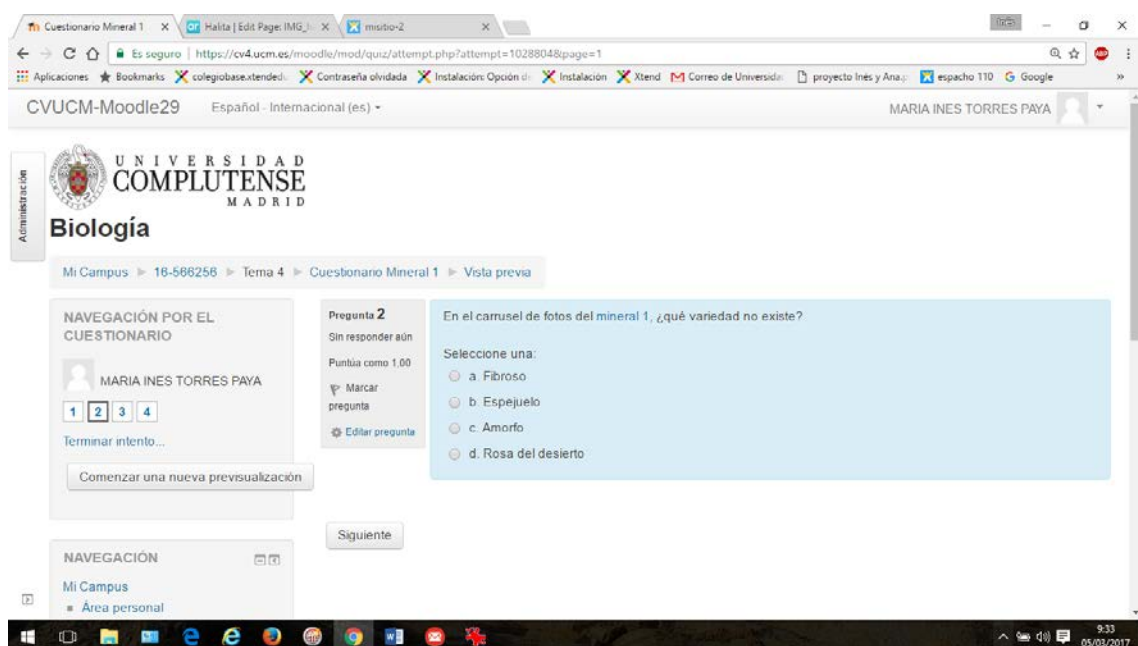 Cuestionario Mineral 1
Halita | Edit Page: IMG_
misitio-2
Inés
Es seguro | https://cv4.ucm.es/moodle/mod/quiz/attempt.php?attempt=10288048&page=1
Aplicaciones Bookmarks colegiobase.xtended Contraseña olvidada Instalación: Opción d Instalación Xtend Correo de Universida proyecto Inés y Ana espacho 110 Google »
CVUCM-Moodle29 Español - Internacional (es) MARIA INES TORRES PAYA
Administración
UNIVERSIDAD
COMPLUTENSE
MADRID
Biología
Mi Campus 16-566256 Tema 4 Cuestionario Mineral 1 Vista previa
NAVEGACIÓN POR EL
CUESTIONARIO
MARIA INES TORRES PAYA
1 2 3 4
Terminar intento...
Comenzar una nueva previsualización
Pregunta 2
Sin responder aún
Puntúa como 1,00
Marcar
pregunta
Editar pregunta
En el carrusel de fotos del mineral 1, ¿qué variedad no existe?
Seleccione una:
a. Fibroso
b. Espejuelo
c. Amorfo
d. Rosa del desierto
Siguiente
NAVEGACIÓN
Mi Campus
Área personal
9:33
05/03/2017